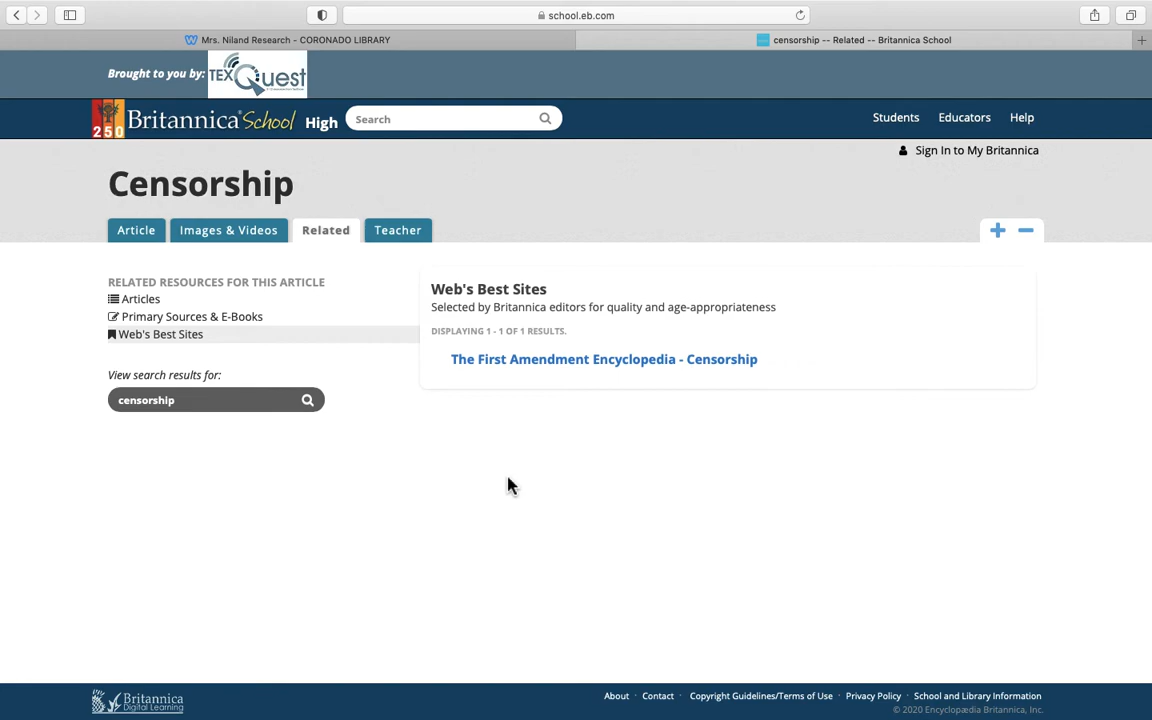 school.eb.com
Mrs. Niland Research - CORONADO LIBRARY
censorship -- Related -- Britannica School
Brought to you by: TEXQuest
250 Britannica School High Search
Students Educators Help
Sign In to My Britannica
Censorship
Article Images & Videos Related Teacher
RELATED RESOURCES FOR THIS ARTICLE
Articles
Primary Sources & E-Books
Web's Best Sites
View search results for:
censorship
Web's Best Sites
Selected by Britannica editors for quality and age-appropriateness
DISPLAYING 1 - 1 OF 1 RESULTS.
The First Amendment Encyclopedia - Censorship
Britannica
Digital Learning
About · Contact · Copyright Guidelines/Terms of Use · Privacy Policy · School and Library Information
© 2020 Encyclopædia Britannica, Inc.